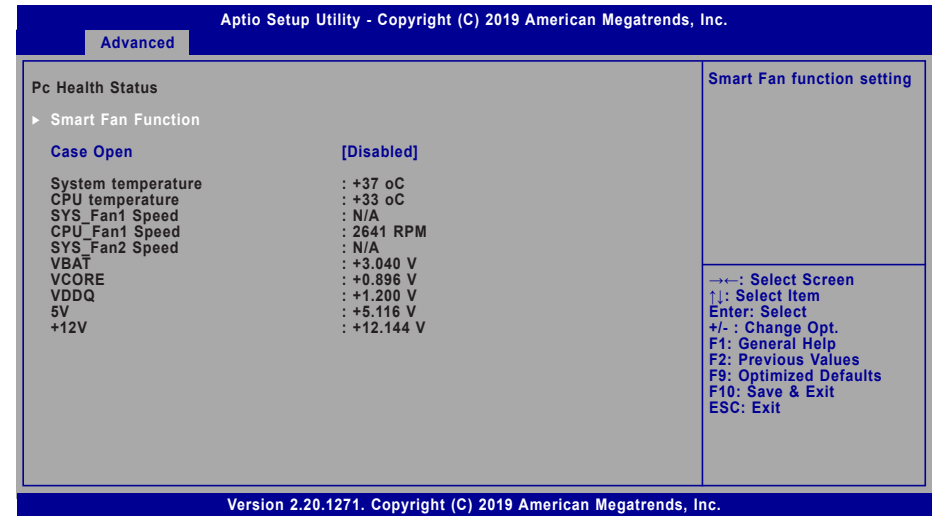 Aptio Setup Utility - Copyright (C) 2019 American Megatrends, Inc.
Advanced
Pc Health Status
▶ Smart Fan Function
Case Open [Disabled]
System temperature : +37 oC
CPU temperature : +33 oC
SYS_Fan1 Speed : N/A
CPU_Fan1 Speed : 2641 RPM
SYS_Fan2 Speed : N/A
VBAT : +3.040 V
VCORE : +0.896 V
VDDQ : +1.200 V
5V : +5.116 V
+12V : +12.144 V
Smart Fan function setting
→←: Select Screen
↑↓: Select Item
Enter: Select
+/- : Change Opt.
F1: General Help
F2: Previous Values
F9: Optimized Defaults
F10: Save & Exit
ESC: Exit
Version 2.20.1271. Copyright (C) 2019 American Megatrends, Inc.